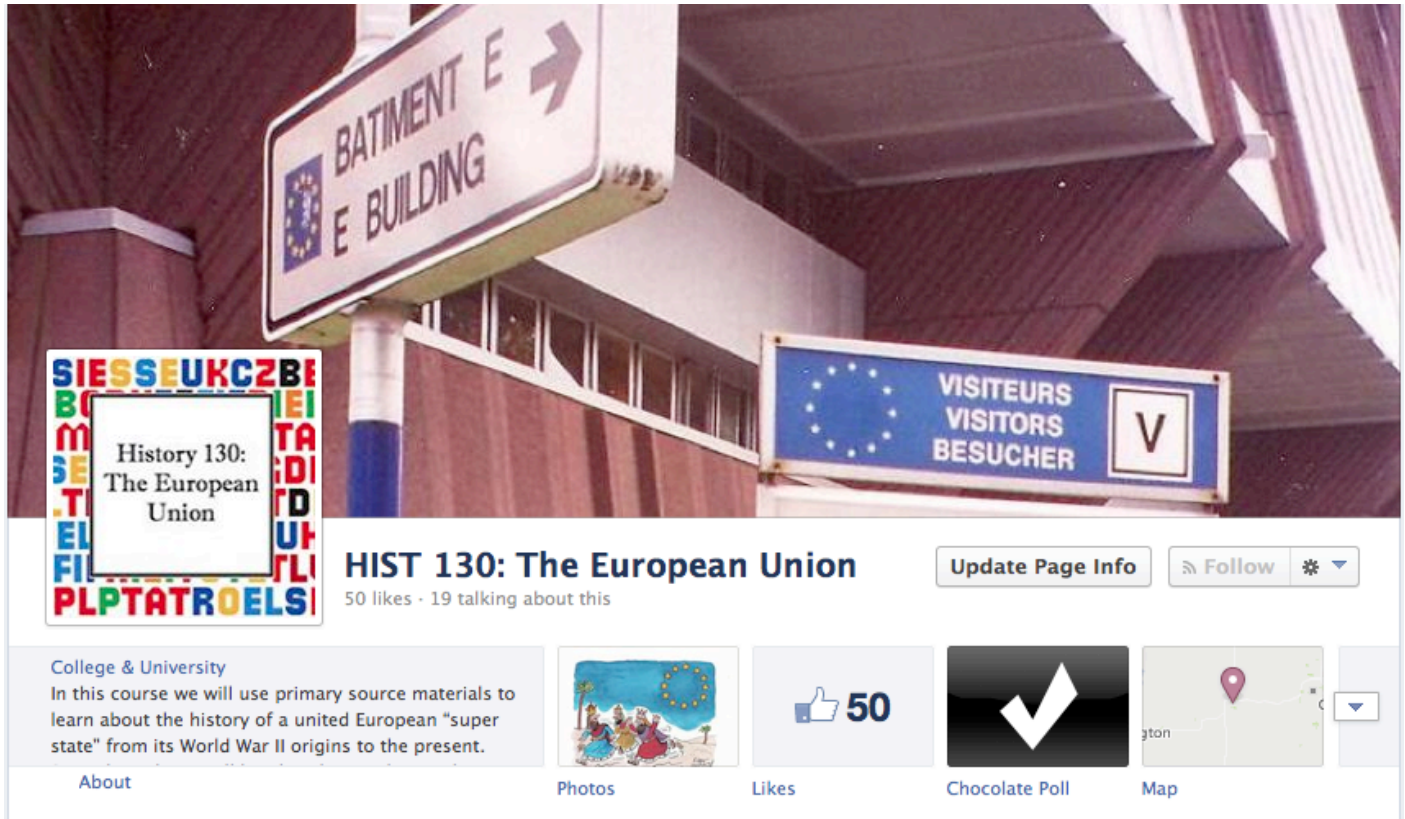 BATIMENT E
E BUILDING
VISITEURS
VISITORS
BESUCHER
V
SIESSEUKCZBE
History 130:
The European
Union
PLPTATROELSI
HIST 130: The European Union
50 likes · 19 talking about this
Update Page Info
Follow
College & University
In this course we will use primary source materials to
learn about the history of a united European “super
state” from its World War II origins to the present.
About
50
gton
Photos
Likes
Chocolate Poll
Map